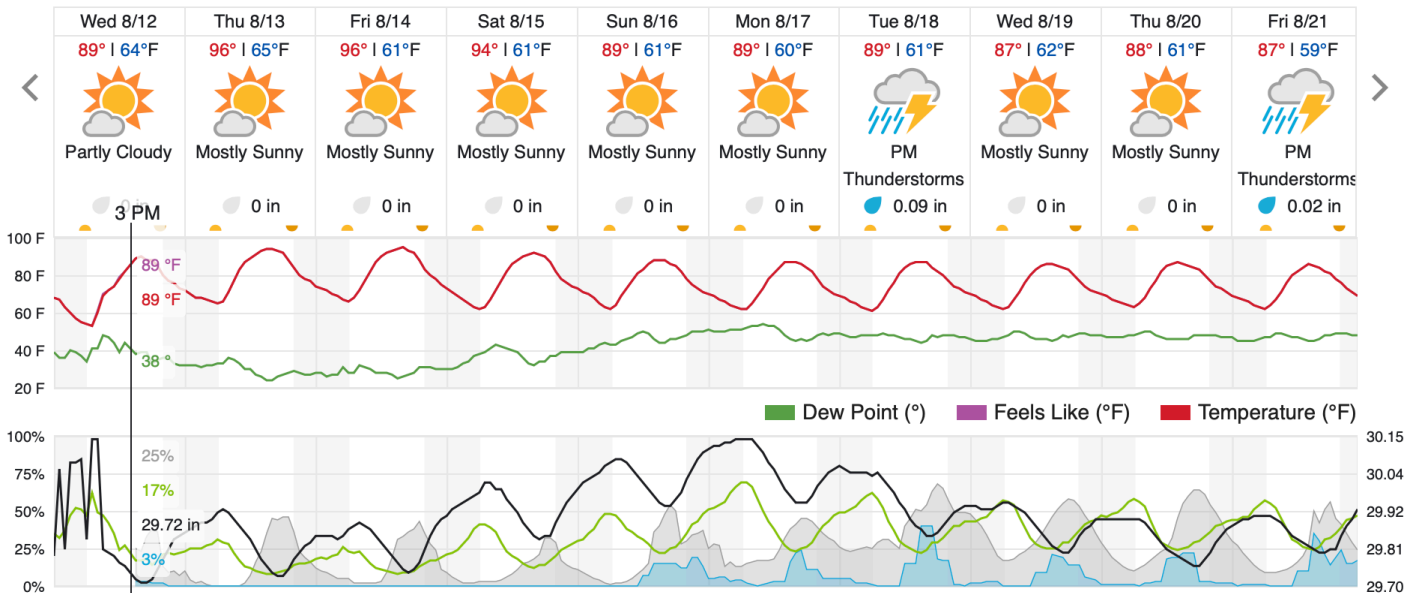 Wed 8/12 Thu 8/13 Fri 8/14 Sat 8/15 Sun 8/16 Mon 8/17 Tue 8/18 Wed 8/19 Thu 8/20 Fri 8/21
89° | 64°F 96° | 65°F 96° | 61°F 94° | 61°F 89° | 61°F 89° | 60°F 89° | 61°F 87° | 62°F 88° | 61°F 87° | 59°F
Partly Cloudy Mostly Sunny Mostly Sunny Mostly Sunny Mostly Sunny Mostly Sunny PM Mostly Sunny Mostly Sunny PM
Thunderstorms Thunderstorms
0 in 0 in 0 in 0 in 0 in 0 in 0.09 in 0 in 0 in 0.02 in
3 PM
100 F
89 °F
80 F
89 °F
60 F
40 F
38 °
20 F
Dew Point (°) Feels Like (°F) Temperature (°F)
100% 30.15
25%
75% 30.04
17%
50% 29.92
29.72 in
25% 29.81
3%
0% 29.70